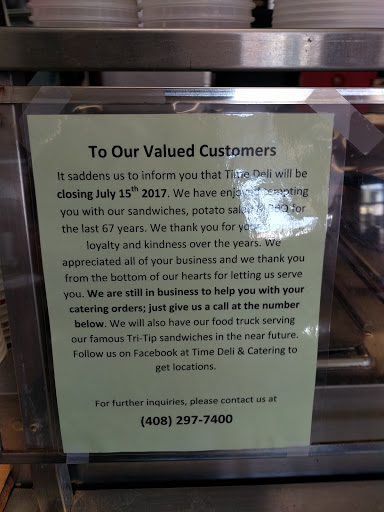 To Our Valued Customers
It saddens us to inform you that Time Deli will be
closing July 15th 2017. We have enjoyed tempting
you with our sandwiches, potato salad & BBQ for
the last 67 years. We thank you for your
loyalty and kindness over the years. We
appreciated all of your business and we thank you
from the bottom of our hearts for letting us serve
you. We are still in business to help you with your
catering orders; just give us a call at the number
below. We will also have our food truck serving
our famous Tri-Tip sandwiches in the near future.
Follow us on Facebook at Time Deli & Catering to
get locations.
For further inquiries, please contact us at
(408) 297-7400